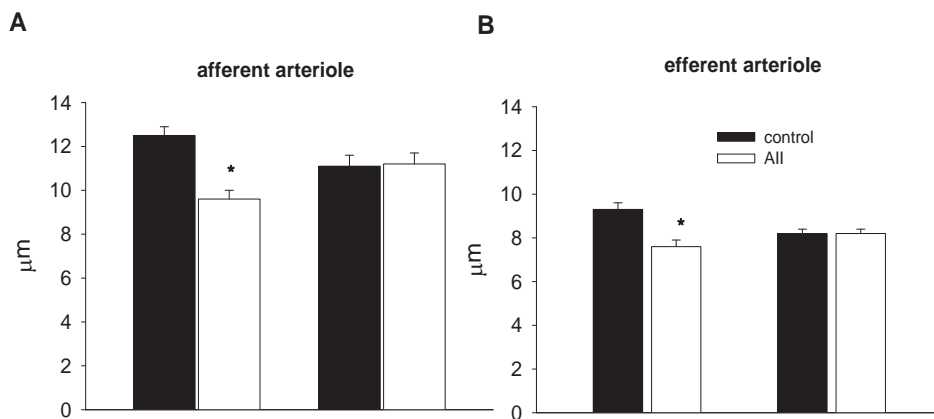 A
afferent arteriole
14
12
10
8
6
4
2
0
μm
*
B
efferent arteriole
14
12
10
8
6
4
2
0
μm
control
AII
*